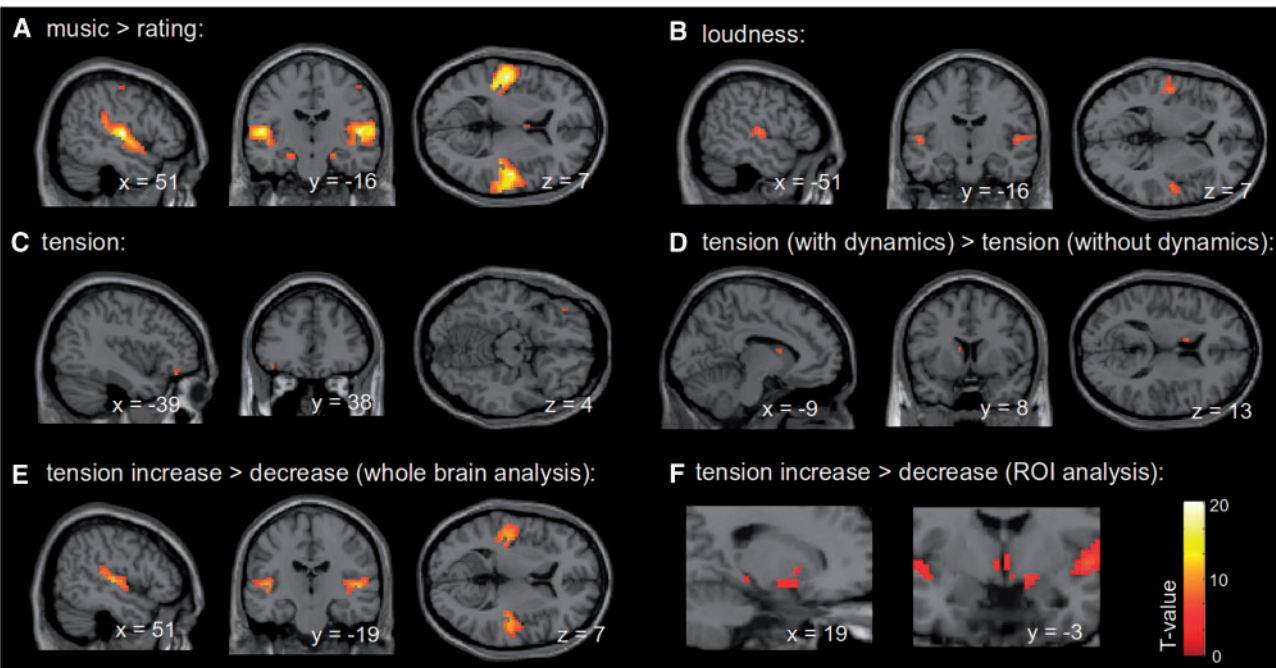 A music > rating:
x = 51
y = -16
z = 7
B loudness:
x = -51
y = -16
z = 7
C tension:
x = -39
y = 38
z = 4
D tension (with dynamics) > tension (without dynamics):
x = -9
y = 8
z = 13
E tension increase > decrease (whole brain analysis):
x = 51
y = -19
z = 7
F tension increase > decrease (ROI analysis):
x = 19
y = -3
T-value
20
10
0